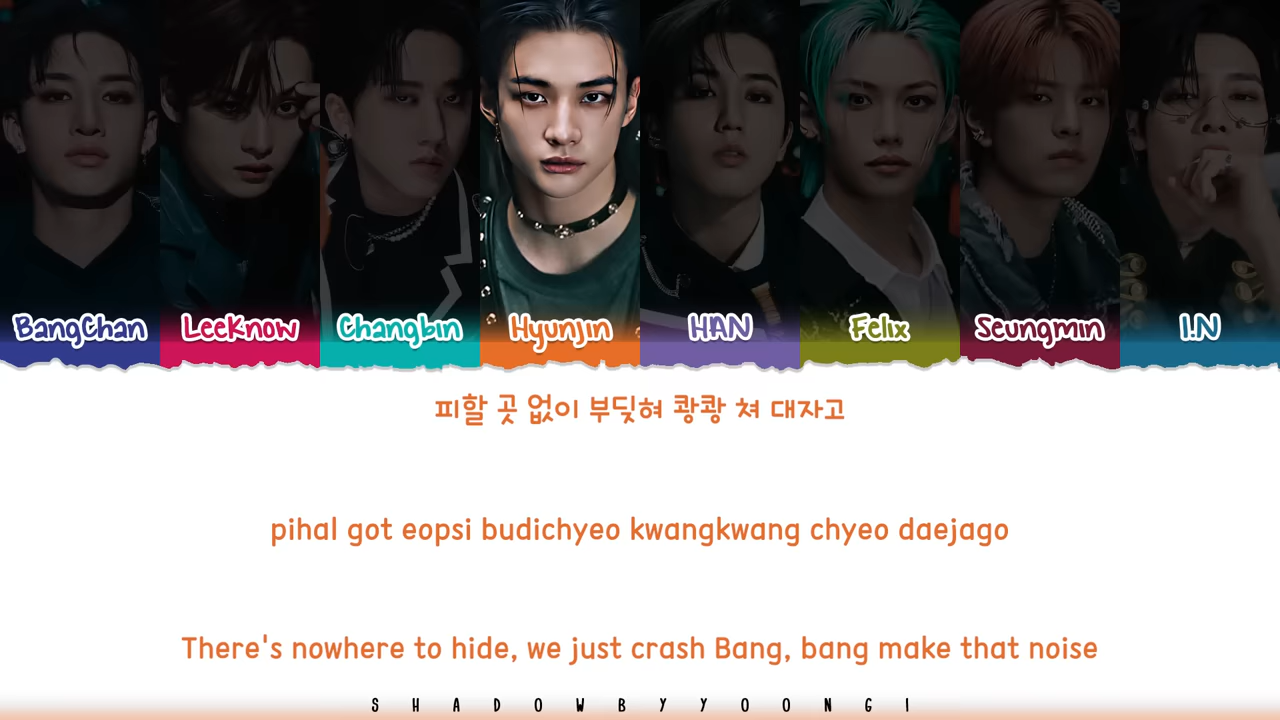 BangChan LeeKnow Changbin Hyunjin HAN Felix Seungmin I.N
피할 곳 없이 부딪혀 쾅쾅 쳐 대자고
pihal got eopsi budichyeo kwangkwang chyeo daejago
There's nowhere to hide, we just crash Bang, bang make that noise
SHADOWBYYOONGI